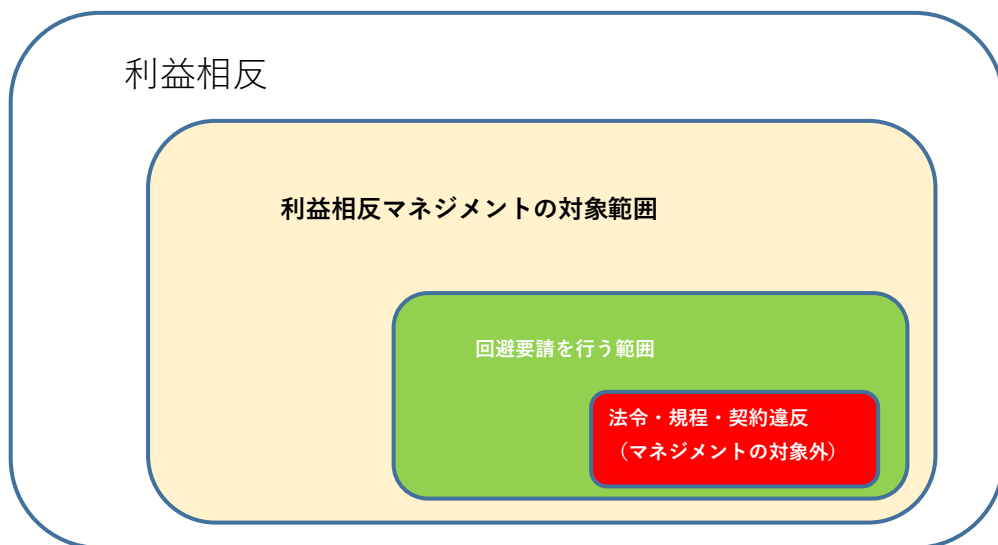 利益相反
利益相反マネジメントの対象範囲
回避要請を行う範囲
法令・規程・契約違反
（マネジメントの対象外）